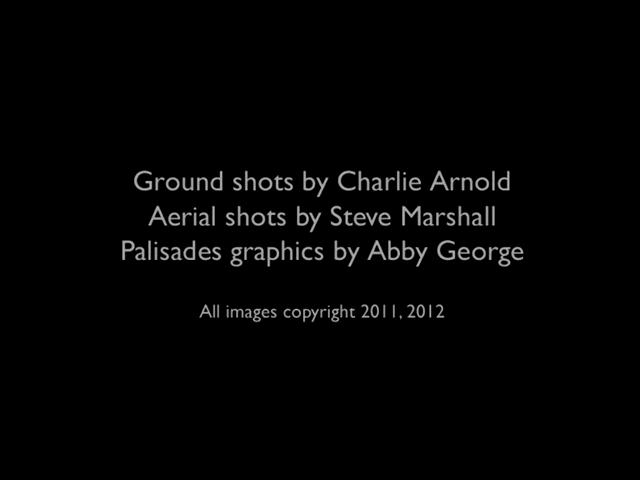 Ground shots by Charlie Arnold
Aerial shots by Steve Marshall
Palisades graphics by Abby George
All images copyright 2011, 2012